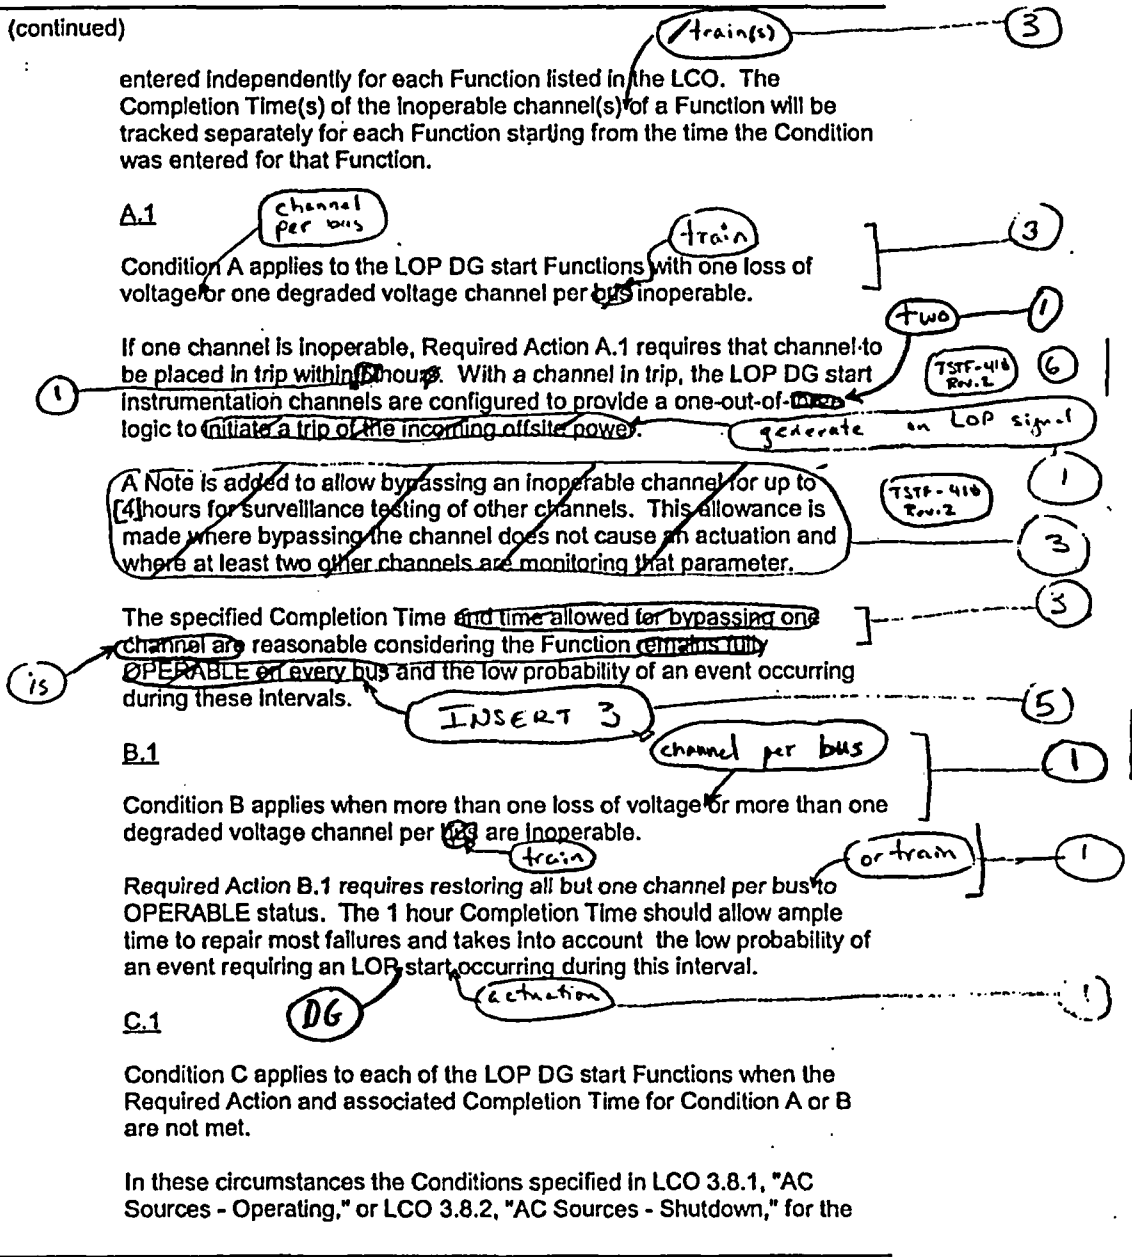 (continued)
/train(s)
3
entered independently for each Function listed in the LCO. The
Completion Time(s) of the inoperable channel(s) of a Function will be
tracked separately for each Function starting from the time the Condition
was entered for that Function.
A.1
channel
per bus
train
3
Condition A applies to the LOP DG start Functions with one loss of
voltage or one degraded voltage channel per bus inoperable.
two
1
If one channel is inoperable, Required Action A.1 requires that channel to
be placed in trip within hours. With a channel in trip, the LOP DG start
TSTF-418
Rev. 2
6
1
instrumentation channels are configured to provide a one-out-of-
logic to initiate a trip of the incoming offsite power.
generate an LOP signal
1
A Note is added to allow bypassing an inoperable channel for up to
[4] hours for surveillance testing of other channels. This allowance is
made where bypassing the channel does not cause an actuation and
where at least two other channels are monitoring that parameter.
TSTF-418
Rev. 2
3
The specified Completion Time and time allowed for bypassing one
channel are reasonable considering the Function remains fully
OPERABLE on every bus and the low probability of an event occurring
during these intervals.
3
is
INSERT 3
5
B.1
channel per bus
1
Condition B applies when more than one loss of voltage or more than one
degraded voltage channel per bus are inoperable.
train
or train
1
Required Action B.1 requires restoring all but one channel per bus to
OPERABLE status. The 1 hour Completion Time should allow ample
time to repair most failures and takes into account the low probability of
an event requiring an LOP start occurring during this interval.
DG
actuation
1
C.1
Condition C applies to each of the LOP DG start Functions when the
Required Action and associated Completion Time for Condition A or B
are not met.
In these circumstances the Conditions specified in LCO 3.8.1, "AC
Sources - Operating," or LCO 3.8.2, "AC Sources - Shutdown," for the